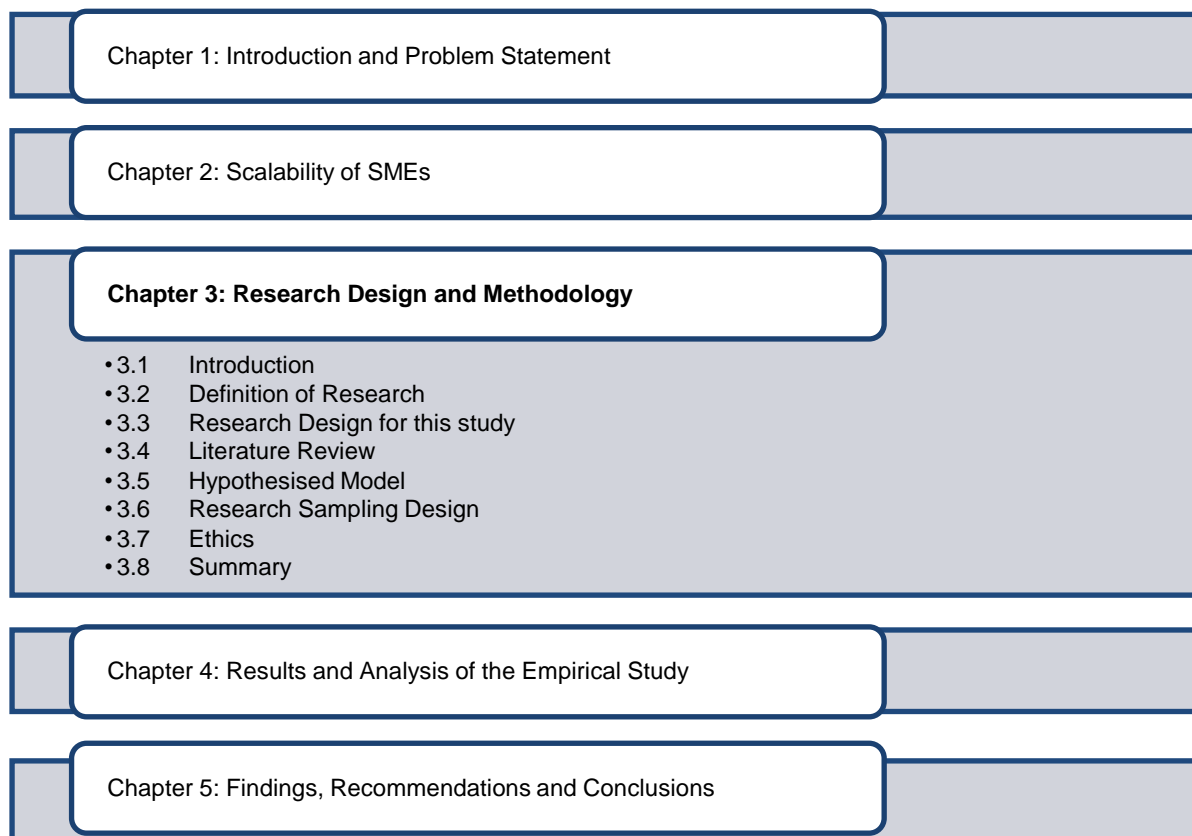 Chapter 1: Introduction and Problem Statement
Chapter 2: Scalability of SMEs
Chapter 3: Research Design and Methodology
• 3.1 Introduction
• 3.2 Definition of Research
• 3.3 Research Design for this study
• 3.4 Literature Review
• 3.5 Hypothesised Model
• 3.6 Research Sampling Design
• 3.7 Ethics
• 3.8 Summary
Chapter 4: Results and Analysis of the Empirical Study
Chapter 5: Findings, Recommendations and Conclusions